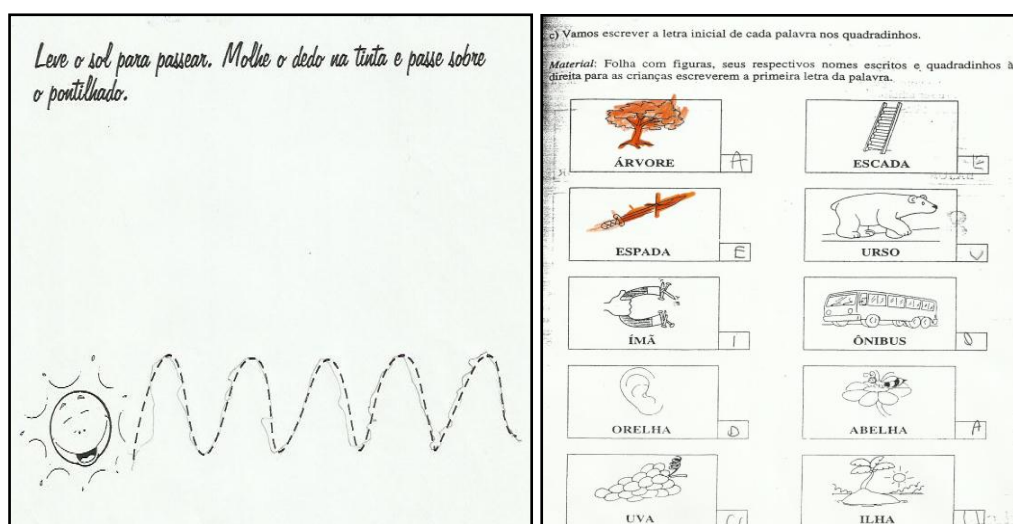 Leve o sol para passear. Molhe o dedo na tinta e passe sobre
o pontilhado.
c) Vamos escrever a letra inicial de cada palavra nos quadradinhos.
Material: Folha com figuras, seus respectivos nomes escritos e quadradinhos à
direita para as crianças escreverem a primeira letra da palavra.
ÁRVORE A
ESCADA E
ESPADA E
URSO U
ÍMÃ I
ÔNIBUS O
ORELHA O
ABELHA A
UVA U
ILHA